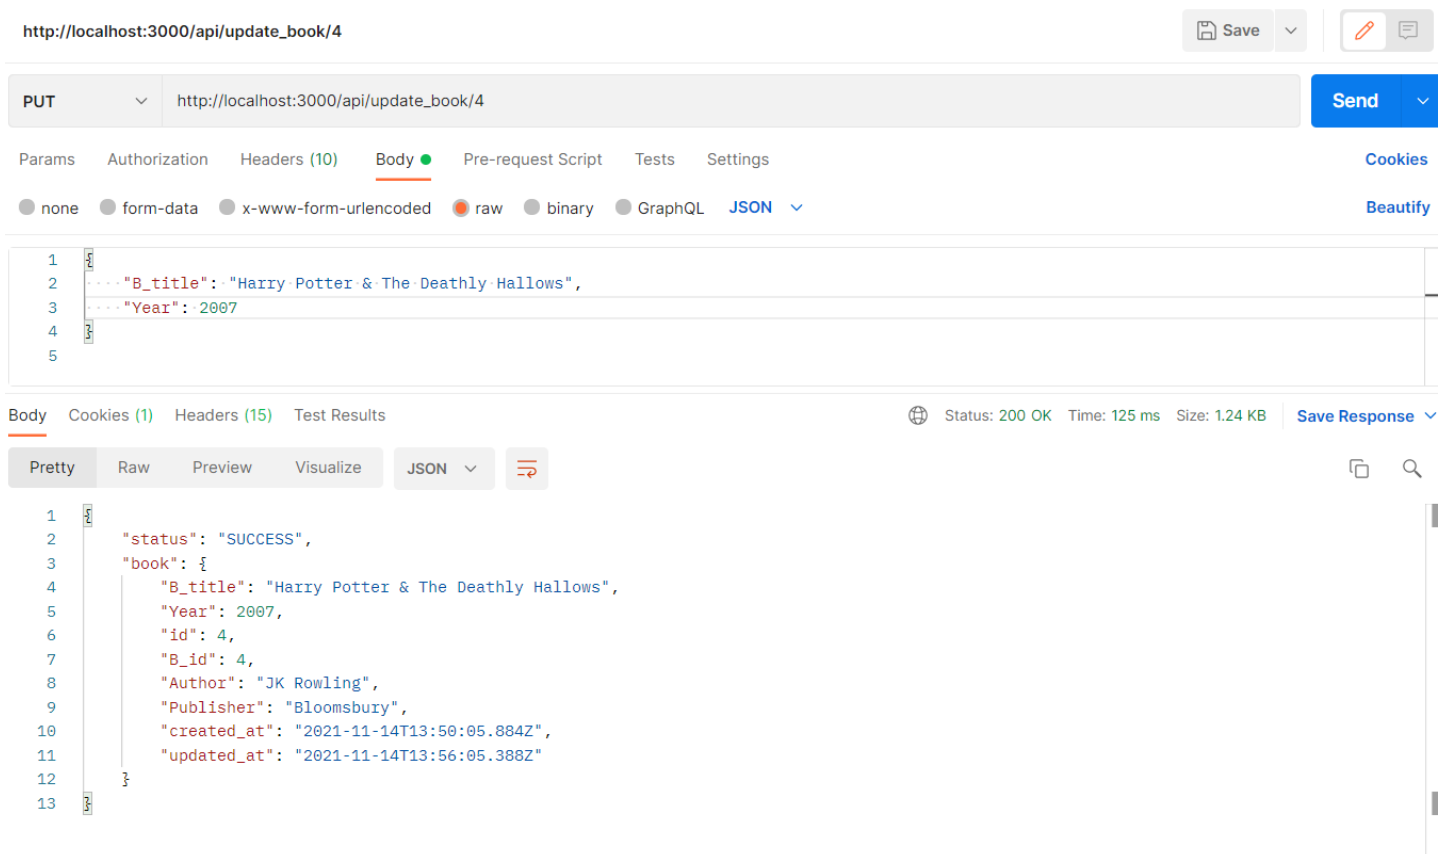 http://localhost:3000/api/update_book/4
Save
PUT
http://localhost:3000/api/update_book/4
Send
Params Authorization Headers (10) Body Pre-request Script Tests Settings Cookies
none form-data x-www-form-urlencoded raw binary GraphQL JSON Beautify
1 {
2 "B_title": "Harry Potter & The Deathly Hallows",
3 "Year": 2007
4 }
5
Body Cookies (1) Headers (15) Test Results Status: 200 OK Time: 125 ms Size: 1.24 KB Save Response
Pretty Raw Preview Visualize JSON
1 {
2 "status": "SUCCESS",
3 "book": {
4 "B_title": "Harry Potter & The Deathly Hallows",
5 "Year": 2007,
6 "id": 4,
7 "B_id": 4,
8 "Author": "JK Rowling",
9 "Publisher": "Bloomsbury",
10 "created_at": "2021-11-14T13:50:05.884Z",
11 "updated_at": "2021-11-14T13:56:05.388Z"
12 }
13 }